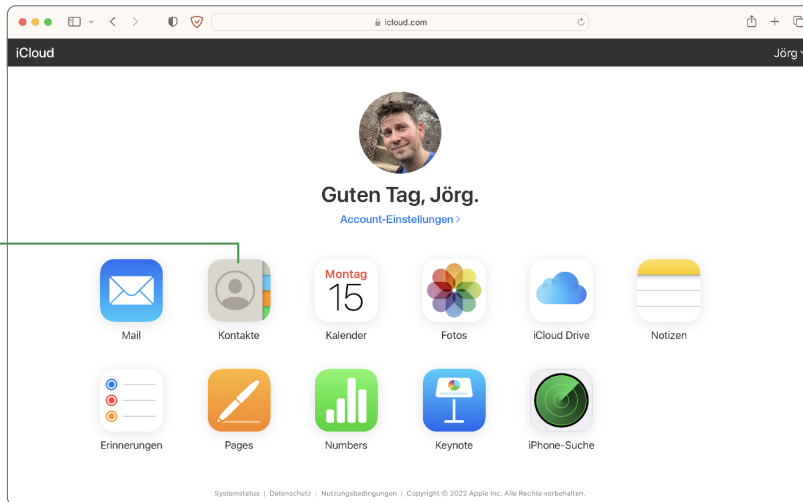 icloud.com
iCloud
Jörg
Guten Tag, Jörg.
Account-Einstellungen >
Montag
15
Mail
Kontakte
Kalender
Fotos
iCloud Drive
Notizen
Erinnerungen
Pages
Numbers
Keynote
iPhone-Suche
Systemstatus | Datenschutz | Nutzungsbedingungen | Copyright © 2022 Apple Inc. Alle Rechte vorbehalten.